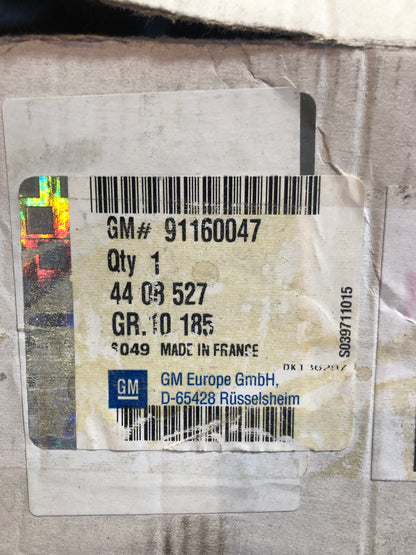 GM# 91160047
Qty 1
44 08 527
GR.10 185
S049 MADE IN FRANCE
S039711015
GM
GM Europe GmbH,
D-65428 Rüsselsheim